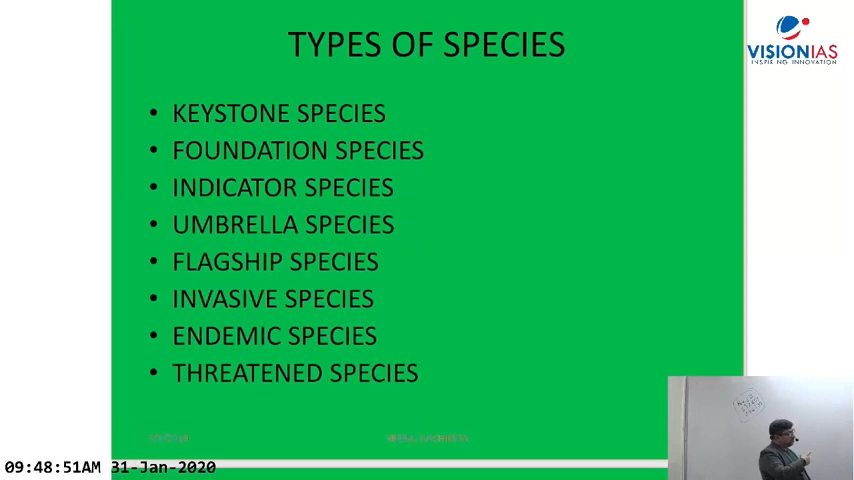 TYPES OF SPECIES
VISIONIAS
INSPIRING INNOVATION
• KEYSTONE SPECIES
• FOUNDATION SPECIES
• INDICATOR SPECIES
• UMBRELLA SPECIES
• FLAGSHIP SPECIES
• INVASIVE SPECIES
• ENDEMIC SPECIES
• THREATENED SPECIES
09:48:51AM 31-Jan-2020